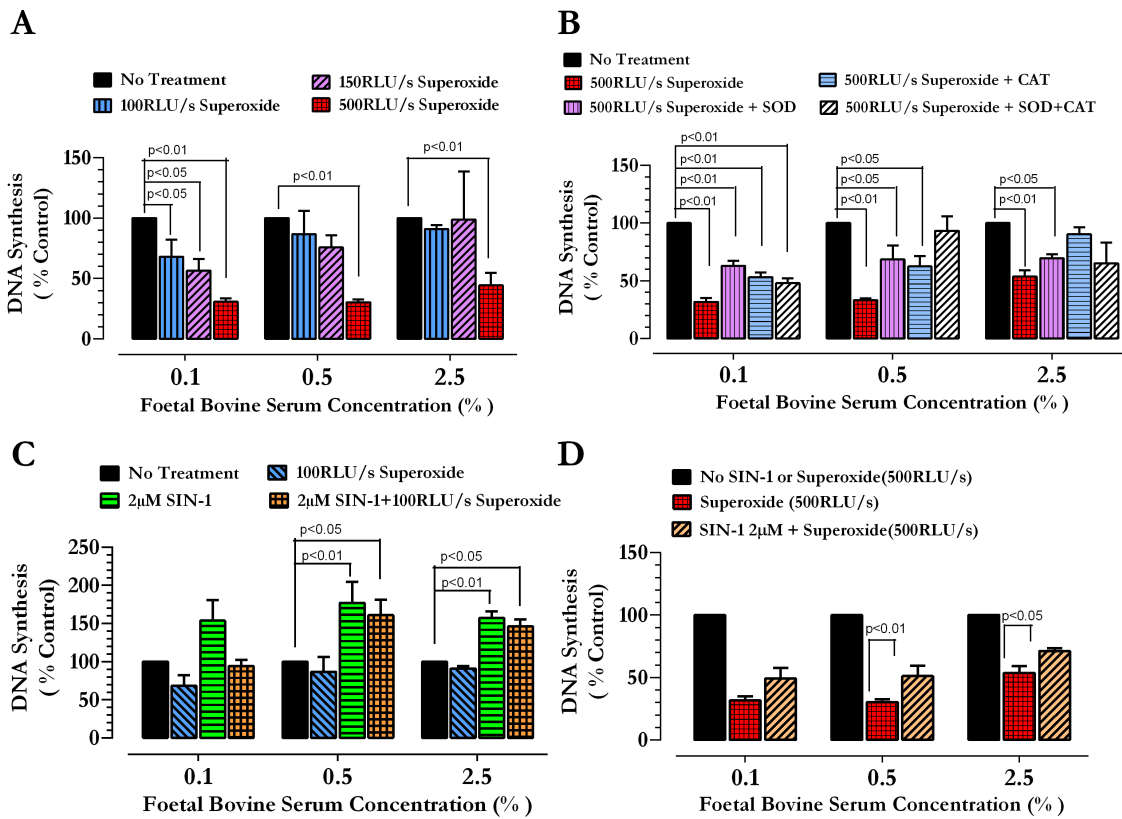 A
No Treatment
150RLU/s Superoxide
100RLU/s Superoxide
500RLU/s Superoxide
DNA Synthesis
( % Control)
150
100
50
0
p<0.01
p<0.05
p<0.05
p<0.01
p<0.01
0.1
0.5
2.5
Foetal Bovine Serum Concentration (% )
B
No Treatment
500RLU/s Superoxide
500RLU/s Superoxide + CAT
500RLU/s Superoxide + SOD
500RLU/s Superoxide + SOD+CAT
DNA Synthesis
( % Control)
150
100
50
0
p<0.01
p<0.01
p<0.01
p<0.01
p<0.05
p<0.05
p<0.01
p<0.05
p<0.01
0.1
0.5
2.5
Foetal Bovine Serum Concentration (% )
C
No Treatment
100RLU/s Superoxide
2µM SIN-1
2µM SIN-1+100RLU/s Superoxide
DNA Synthesis
( % Control)
250
200
150
100
50
0
p<0.05
p<0.01
p<0.05
p<0.01
0.1
0.5
2.5
Foetal Bovine Serum Concentration (% )
D
No SIN-1 or Superoxide(500RLU/s)
Superoxide (500RLU/s)
SIN-1 2µM + Superoxide(500RLU/s)
DNA Synthesis
( % Control)
150
100
50
0
p<0.01
p<0.05
0.1
0.5
2.5
Foetal Bovine Serum Concentration (% )